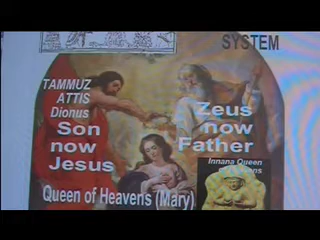 SYSTEM
TAMMUZ
ATTIS
Dionus
Son
now
Jesus
Zeus
now
Father
Innana Queen
Queen of Heavens (Mary)